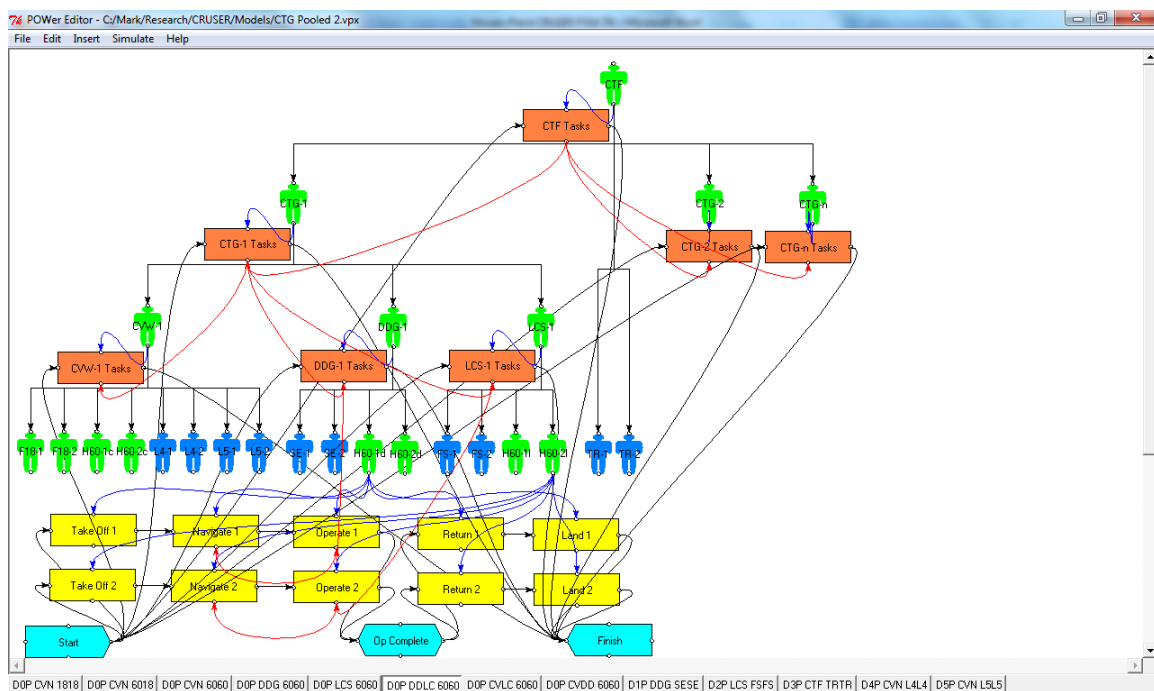 POWer Editor - C:/Mark/Research/CRUSER/Models/CTG Pooled 2.vpx
File Edit Insert Simulate Help
CTF
CTF Tasks
CTG-1 CTG-2 CTG-n
CTG-1 Tasks CTG-2 Tasks CTG-n Tasks
CVW-1 DDG-1 LCS-1
CVW-1 Tasks DDG-1 Tasks LCS-1 Tasks
F18-1 F18-2 H60-1c H60-2c L4-1 L4-2 L5-1 L5-2 SE-1 SE-2 H60-1d H60-2d FS-1 FS-2 H60-1l H60-2l TR-1 TR-2
Take Off 1 Navigate 1 Operate 1 Return 1 Land 1
Take Off 2 Navigate 2 Operate 2 Return 2 Land 2
Start Op Complete Finish
D0P CVN 1818 D0P CVN 6018 D0P CVN 6060 D0P DDG 6060 D0P LCS 6060 D0P DDLC 6060 D0P CVLC 6060 D0P CVDD 6060 D1P DDG SESE D2P LCS FSFS D3P CTF TRTR D4P CVN L4L4 D5P CVN L5L5